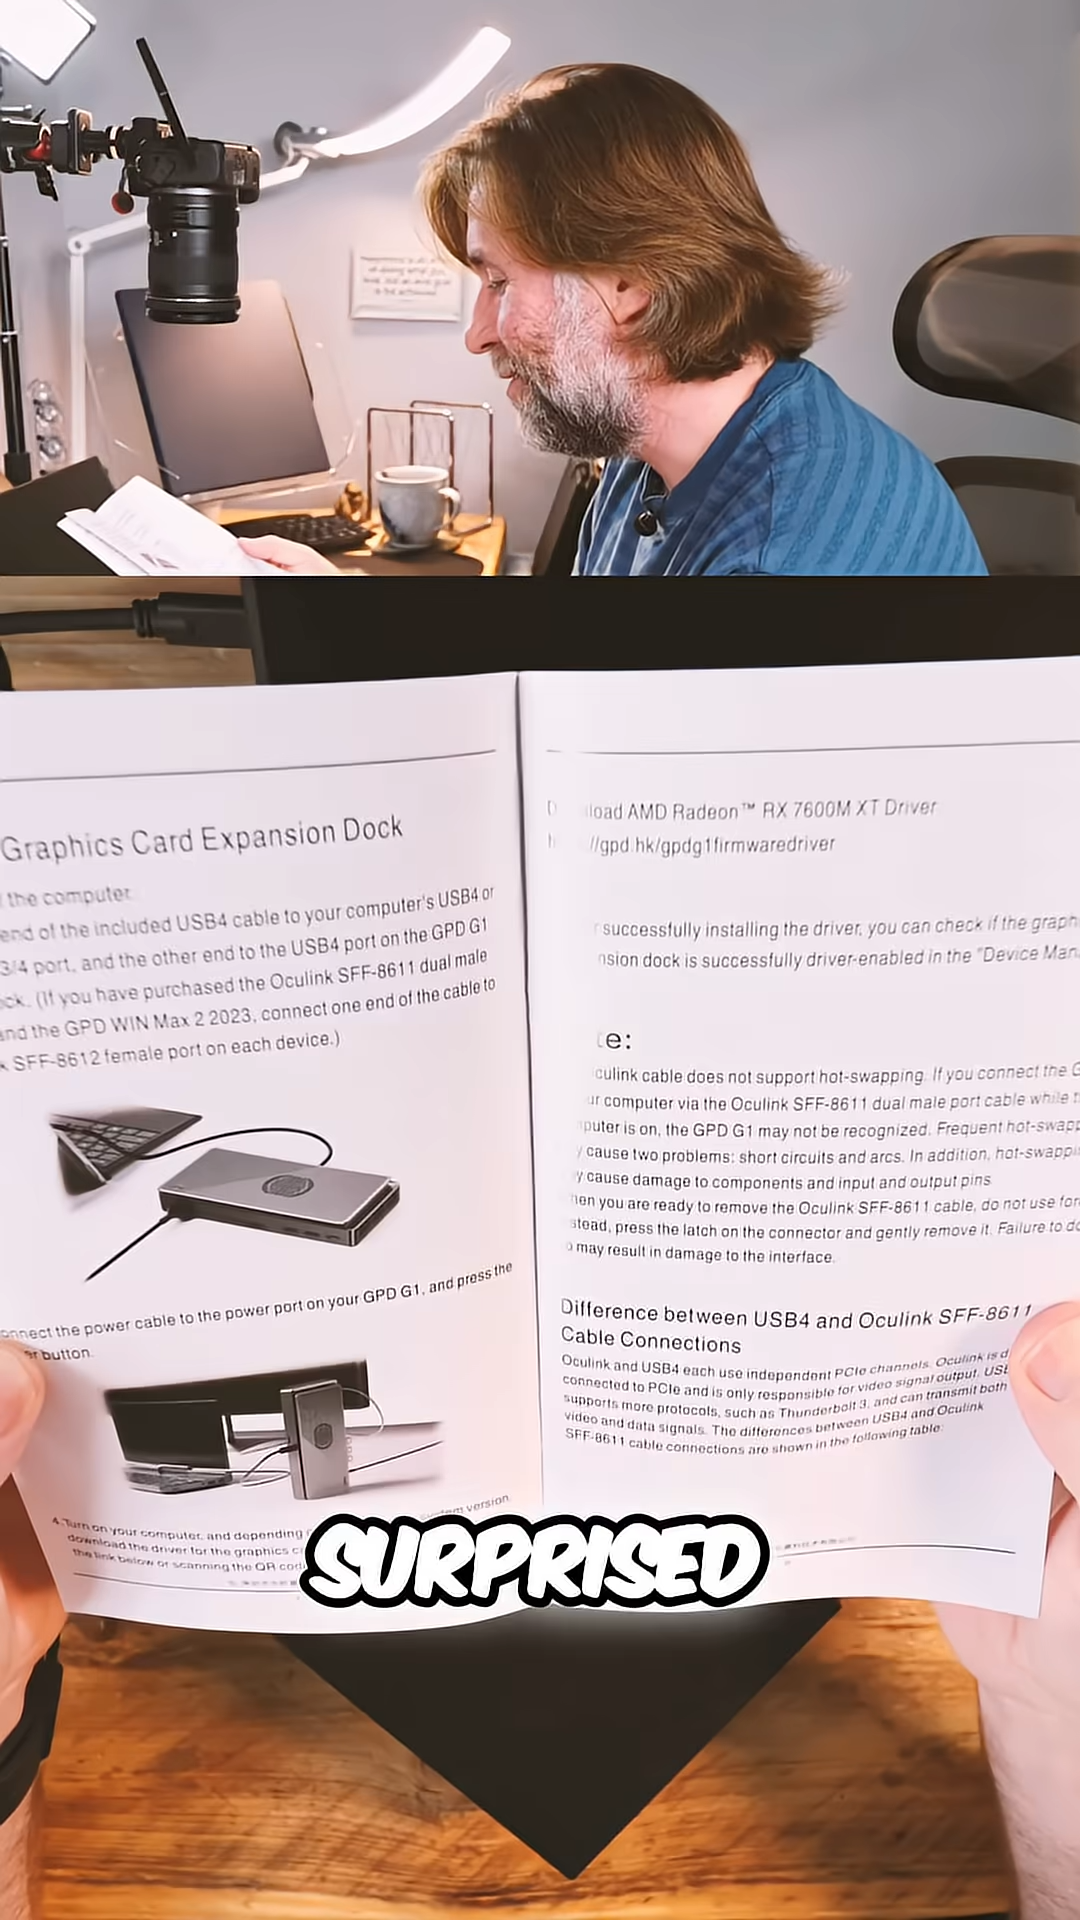 Graphics Card Expansion Dock
the computer.
end of the included USB4 cable to your computer's USB4 or
3/4 port, and the other end to the USB4 port on the GPD G1
ck. (If you have purchased the Oculink SFF-8611 dual male
and the GPD WIN Max 2 2023, connect one end of the cable to
k SFF-8612 female port on each device.)
onnect the power cable to the power port on your GPD G1, and press the
er button.
4. Turn on your computer, and depending
system version,
download the driver for the graphics c
the link below or scanning the QR cod
load AMD Radeon™ RX 7600M XT Driver
//gpd.hk/gpdg1firmwaredriver
r successfully installing the driver, you can check if the graph
nsion dock is successfully driver-enabled in the "Device Man
te:
culink cable does not support hot-swapping. If you connect the G
ur computer via the Oculink SFF-8611 dual male port cable while t
puter is on, the GPD G1 may not be recognized. Frequent hot-swapp
y cause two problems: short circuits and arcs. In addition, hot-swappi
y cause damage to components and input and output pins
hen you are ready to remove the Oculink SFF-8611 cable, do not use for
stead, press the latch on the connector and gently remove it. Failure to do
o may result in damage to the interface.
Difference between USB4 and Oculink SFF-8611
Cable Connections
Oculink and USB4 each use independent PCIe channels. Oculink is d
connected to PCIe and is only responsible for video signal output. USB
supports more protocols, such as Thunderbolt 3, and can transmit both
video and data signals. The differences between USB4 and Oculink
SFF-8611 cable connections are shown in the following table:
SURPRISED